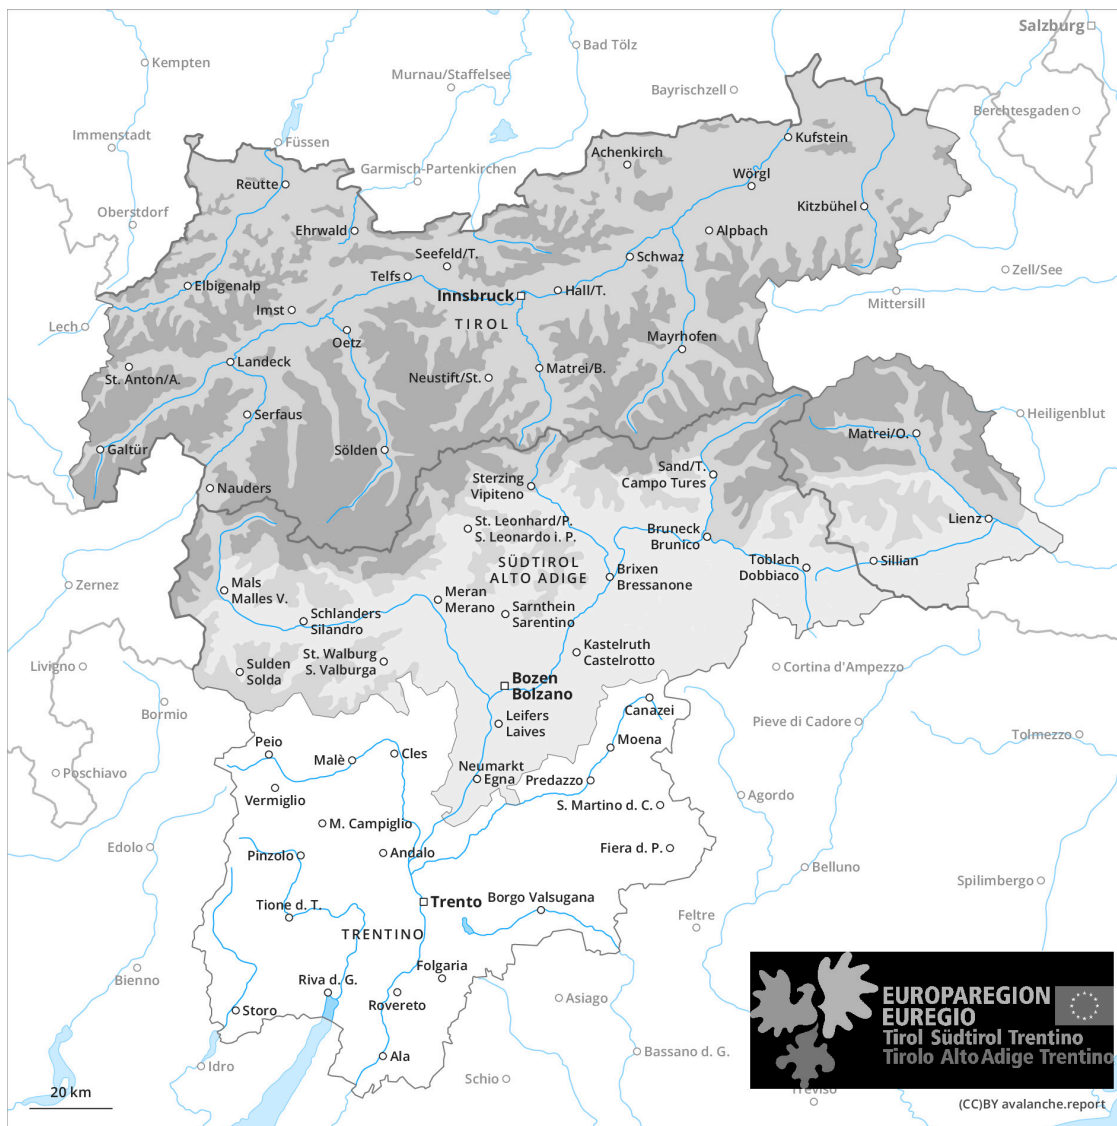 Salzburg
Bad Tölz
Kempten
Murnau/Staffelsee
Bayrischzell
Berchtesgaden
Immenstadt
Füssen
Kufstein
Achenkirch
Garmisch-Partenkirchen
Wörgl
Reutte
Oberstdorf
Kitzbühel
Ehrwald
Alpbach
Seefeld/T.
Schwaz
Zell/See
Telfs
Elbigenalp
Innsbruck
Hall/T.
Mittersill
Imst
Lech
TIROL
Oetz
Mayrhofen
Landeck
Matrei/B.
St. Anton/A.
Neustift/St.
Serfaus
Heiligenblut
Matrei/O.
Galtür
Sölden
Sand/T.
Campo Tures
Sterzing
Vipiteno
Nauders
Lienz
St. Leonhard/P.
S. Leonardo i. P.
Bruneck
Brunico
SÜDTIROL
ALTO ADIGE
Toblach
Dobbiaco
Sillian
Brixen
Bressanone
Zernez
Mals
Malles V.
Meran
Merano
Schlanders
Silandro
Sarnthein
Sarentino
Kastelruth
Castelrotto
St. Walburg
S. Valburga
Livigno
Sulden
Solda
Cortina d'Ampezzo
Bozen
Bolzano
Bormio
Canazei
Leifers
Laives
Pieve di Cadore
Tolmezzo
Peio
Moena
Malè
Cles
Neumarkt
Egna
Predazzo
Poschiavo
Vermiglio
Agordo
S. Martino d. C.
M. Campiglio
Edolo
Pinzolo
Andalo
Fiera d. P.
Belluno
Spilimbergo
Tione d. T.
Trento
Borgo Valsugana
Feltre
TRENTINO
Folgaria
Bienno
Riva d. G.
Rovereto
Asiago
Storo
EUROPAREGION
EUREGIO
Tirol Südtirol Trentino
Tirolo Alto Adige Trentino
Ala
Bassano d. G.
Idro
Schio
20 km
Treviso
(CC)BY avalanche.report